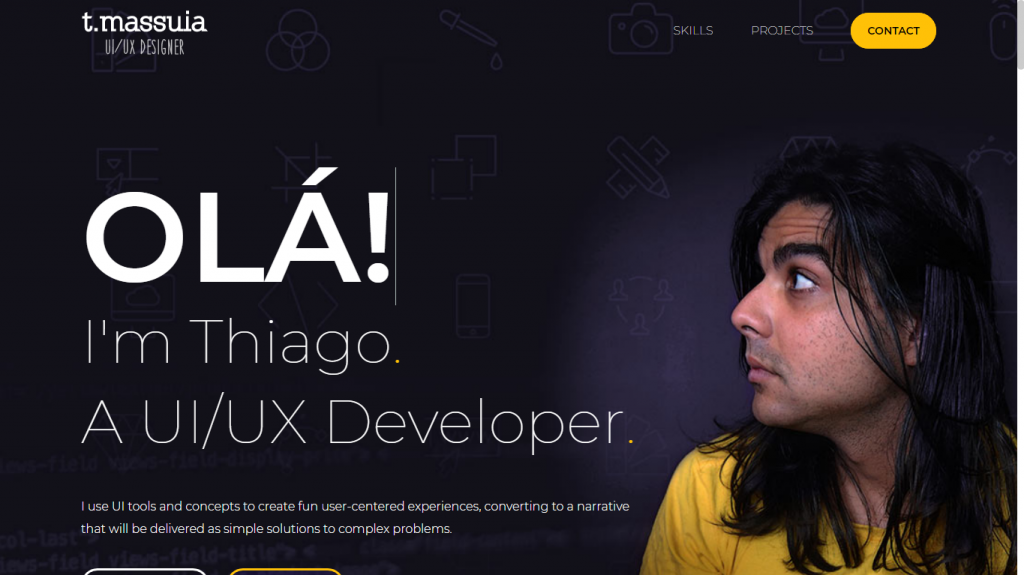 t.massuia
UI/UX DESIGNER
SKILLS
PROJECTS
CONTACT
OLÁ!
I'm Thiago.
A UI/UX Developer.
I use UI tools and concepts to create fun user-centered experiences, converting to a narrative
that will be delivered as simple solutions to complex problems.